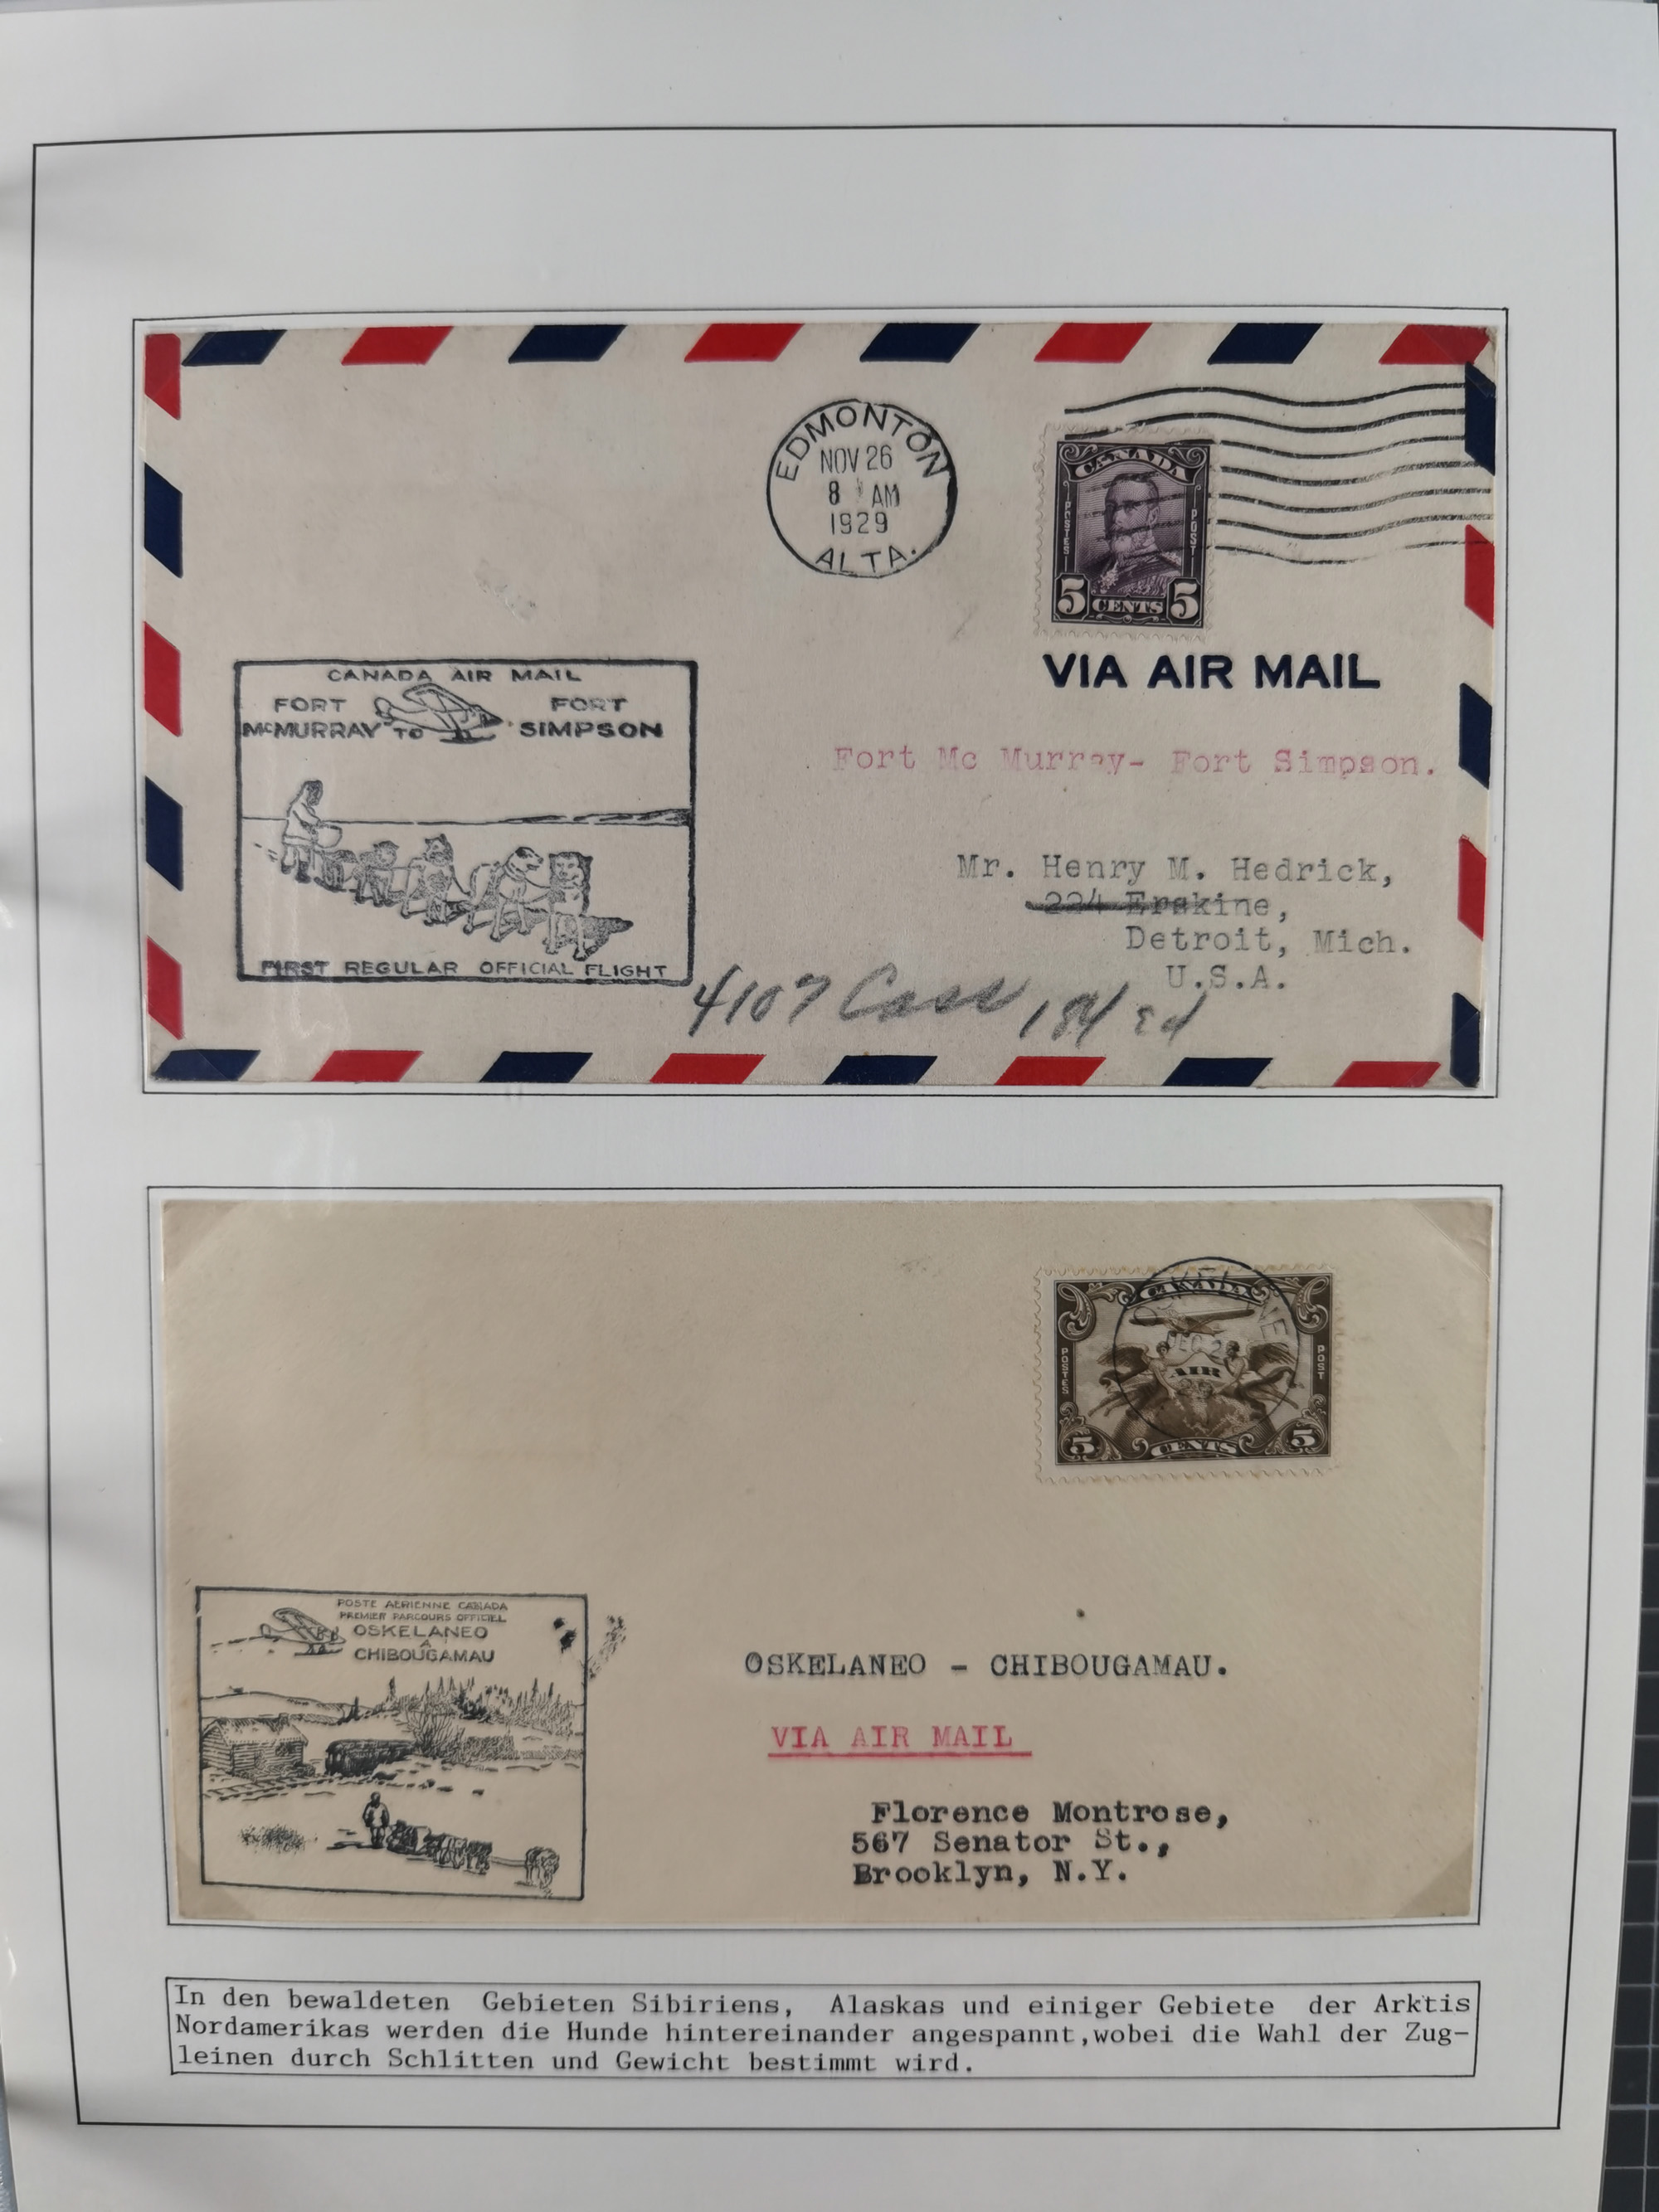 EDMONTON
NOV 26
8 AM
1929
ALTA.
CANADA
POSTES
POST
5 CENTS 5
VIA AIR MAIL
CANADA AIR MAIL
FORT FORT
McMURRAY TO SIMPSON
FIRST REGULAR OFFICIAL FLIGHT
Fort Mc Murray- Fort Simpson.
Mr. Henry M. Hedrick,
224 Erskine,
Detroit, Mich.
U.S.A.
4107 Cass
CANADA
DEC 2
POSTES
POST
AIR
5 CENTS 5
POSTE AERIENNE CANADA
PREMIER PARCOURS OFFICIEL
OSKELANEO
A
CHIBOUGAMAU
OSKELANEO - CHIBOUGAMAU.
VIA AIR MAIL
Florence Montrose,
567 Senator St.,
Brooklyn, N.Y.
In den bewaldeten Gebieten Sibiriens, Alaskas und einiger Gebiete der Arktis
Nordamerikas werden die Hunde hintereinander angespannt,wobei die Wahl der Zug-
leinen durch Schlitten und Gewicht bestimmt wird.